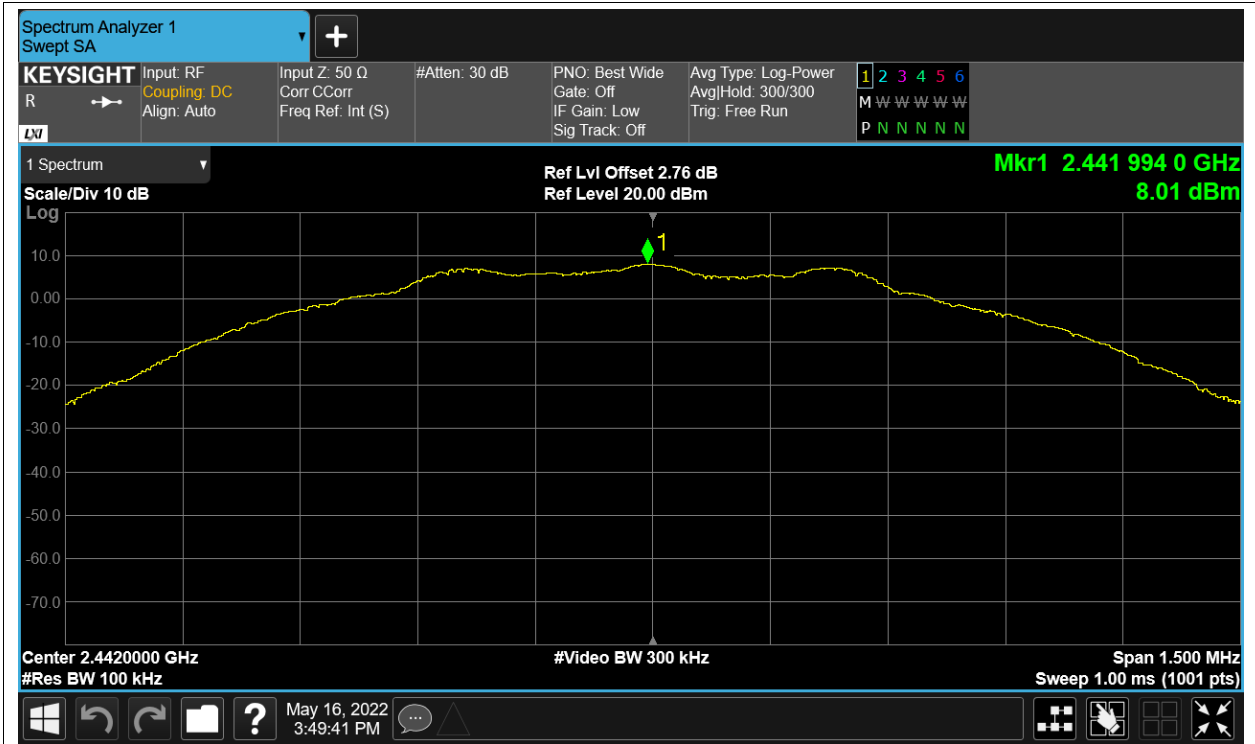 Spectrum Analyzer 1
Swept SA
+
KEYSIGHT
R
LXI
Input: RF
Coupling: DC
Align: Auto
Input Z: 50 Ω
Corr CCorr
Freq Ref: Int (S)
#Atten: 30 dB
PNO: Best Wide
Gate: Off
IF Gain: Low
Sig Track: Off
Avg Type: Log-Power
Avg|Hold: 300/300
Trig: Free Run
1 2 3 4 5 6
M W W W W W
P N N N N N
1 Spectrum
Scale/Div 10 dB
Log
Ref Lvl Offset 2.76 dB
Ref Level 20.00 dBm
Mkr1 2.441 994 0 GHz
8.01 dBm
1
10.0
0.00
-10.0
-20.0
-30.0
-40.0
-50.0
-60.0
-70.0
Center 2.4420000 GHz
#Res BW 100 kHz
#Video BW 300 kHz
Span 1.500 MHz
Sweep 1.00 ms (1001 pts)
?
May 16, 2022
3:49:41 PM